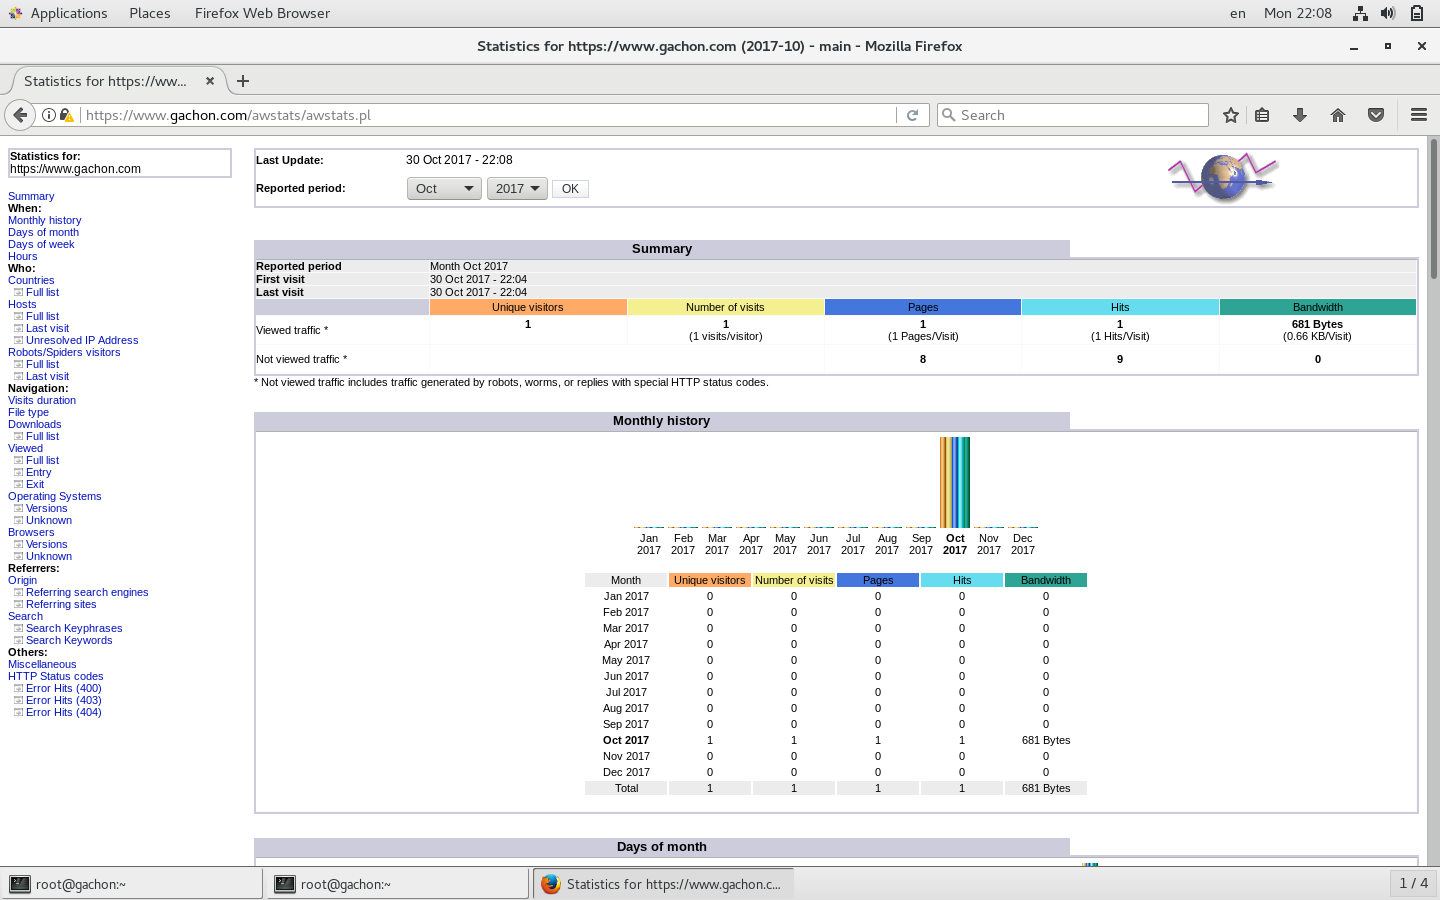 Applications Places Firefox Web Browser en Mon 22:08
Statistics for https://www.gachon.com (2017-10) - main - Mozilla Firefox
Statistics for https://ww...
https://www.gachon.com/awstats/awstats.pl Search
Statistics for:
https://www.gachon.com
Summary
When:
Monthly history
Days of month
Days of week
Hours
Who:
Countries
Full list
Hosts
Full list
Last visit
Unresolved IP Address
Robots/Spiders visitors
Full list
Last visit
Navigation:
Visits duration
File type
Downloads
Full list
Viewed
Full list
Entry
Exit
Operating Systems
Versions
Unknown
Browsers
Versions
Unknown
Referrers:
Origin
Referring search engines
Referring sites
Search
Search Keyphrases
Search Keywords
Others:
Miscellaneous
HTTP Status codes
Error Hits (400)
Error Hits (403)
Error Hits (404)
Last Update: 30 Oct 2017 - 22:08
Reported period: Oct 2017 OK
Summary
Reported period Month Oct 2017
First visit 30 Oct 2017 - 22:04
Last visit 30 Oct 2017 - 22:04
Unique visitors Number of visits Pages Hits Bandwidth
Viewed traffic * 1 1 1 1 681 Bytes
(1 visits/visitor) (1 Pages/Visit) (1 Hits/Visit) (0.66 KB/Visit)
Not viewed traffic * 8 9 0
* Not viewed traffic includes traffic generated by robots, worms, or replies with special HTTP status codes.
Monthly history
Jan Feb Mar Apr May Jun Jul Aug Sep Oct Nov Dec
2017 2017 2017 2017 2017 2017 2017 2017 2017 2017 2017 2017
Month Unique visitors Number of visits Pages Hits Bandwidth
Jan 2017 0 0 0 0 0
Feb 2017 0 0 0 0 0
Mar 2017 0 0 0 0 0
Apr 2017 0 0 0 0 0
May 2017 0 0 0 0 0
Jun 2017 0 0 0 0 0
Jul 2017 0 0 0 0 0
Aug 2017 0 0 0 0 0
Sep 2017 0 0 0 0 0
Oct 2017 1 1 1 1 681 Bytes
Nov 2017 0 0 0 0 0
Dec 2017 0 0 0 0 0
Total 1 1 1 1 681 Bytes
Days of month
root@gachon:~ root@gachon:~ Statistics for https://www.gachon.c... 1 / 4